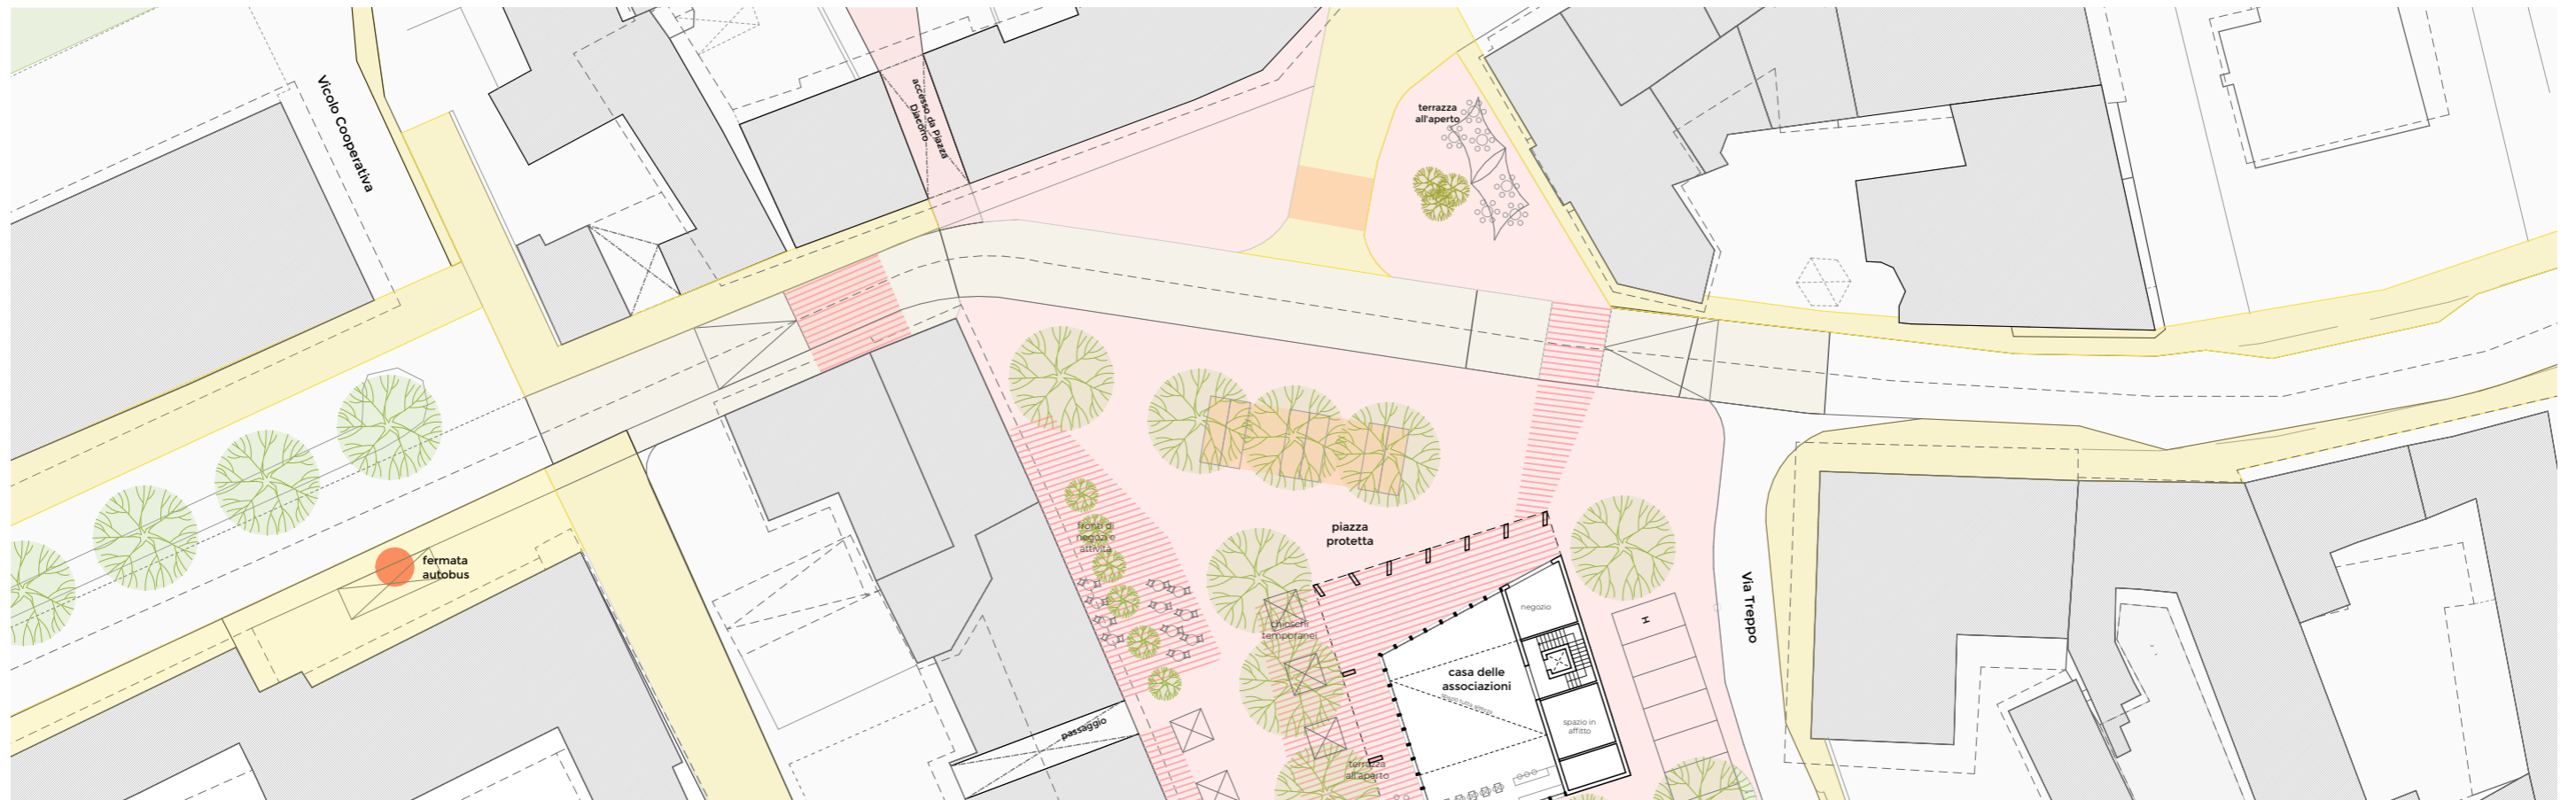 Vicolo Cooperativa
accesso da Piazza
Diacono
terrazza
all'aperto
fermata
autobus
fronti di
negozi e
attività
piazza
protetta
chioschi
temporanei
negozio
casa delle
associazioni
spazio in
affitto
H
Via Treppo
passaggio
terrazza
all'aperto